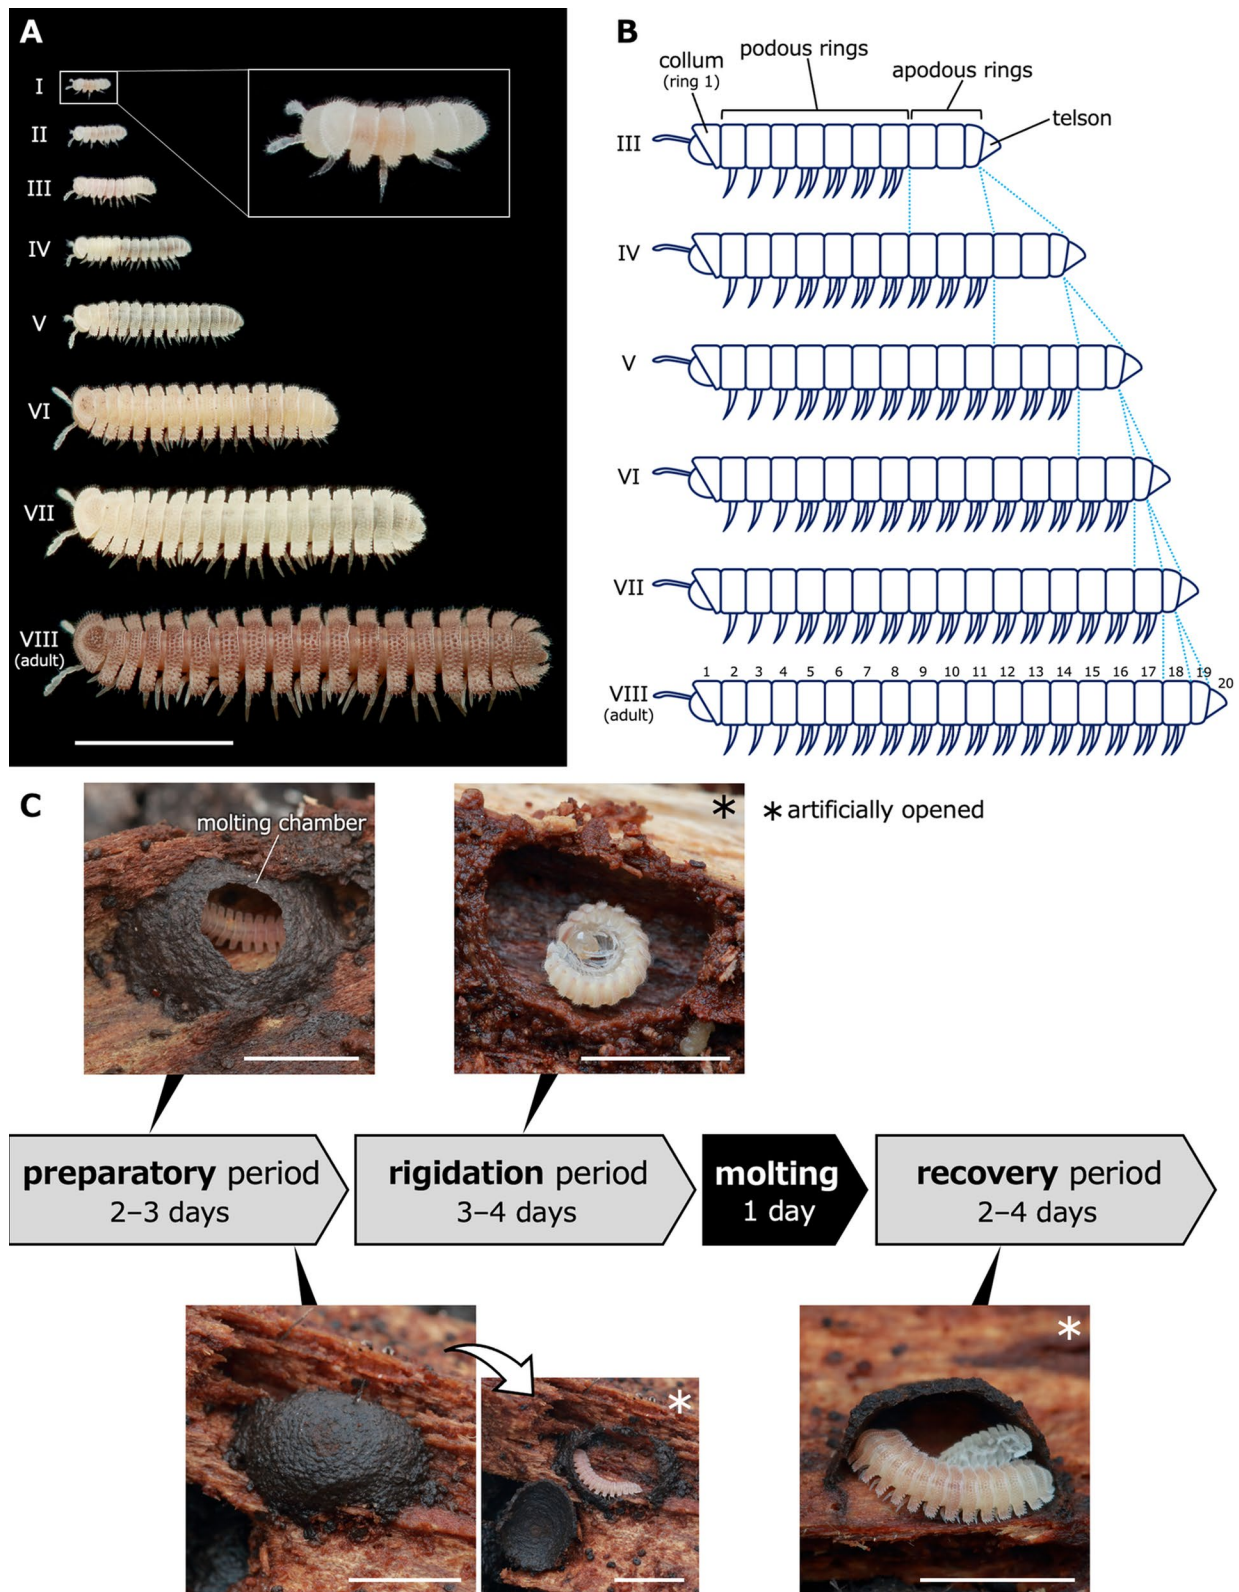 A
I
II
III
IV
V
VI
VII
VIII
(adult)
B
collum
(ring 1)
podous rings
apodous rings
telson
III
IV
V
VI
VII
VIII
(adult)
1 2 3 4 5 6 7 8 9 10 11 12 13 14 15 16 17 18 19 20
C
molting chamber
*
* artificially opened
preparatory period
2–3 days
rigidation period
3–4 days
molting
1 day
recovery period
2–4 days
*
*